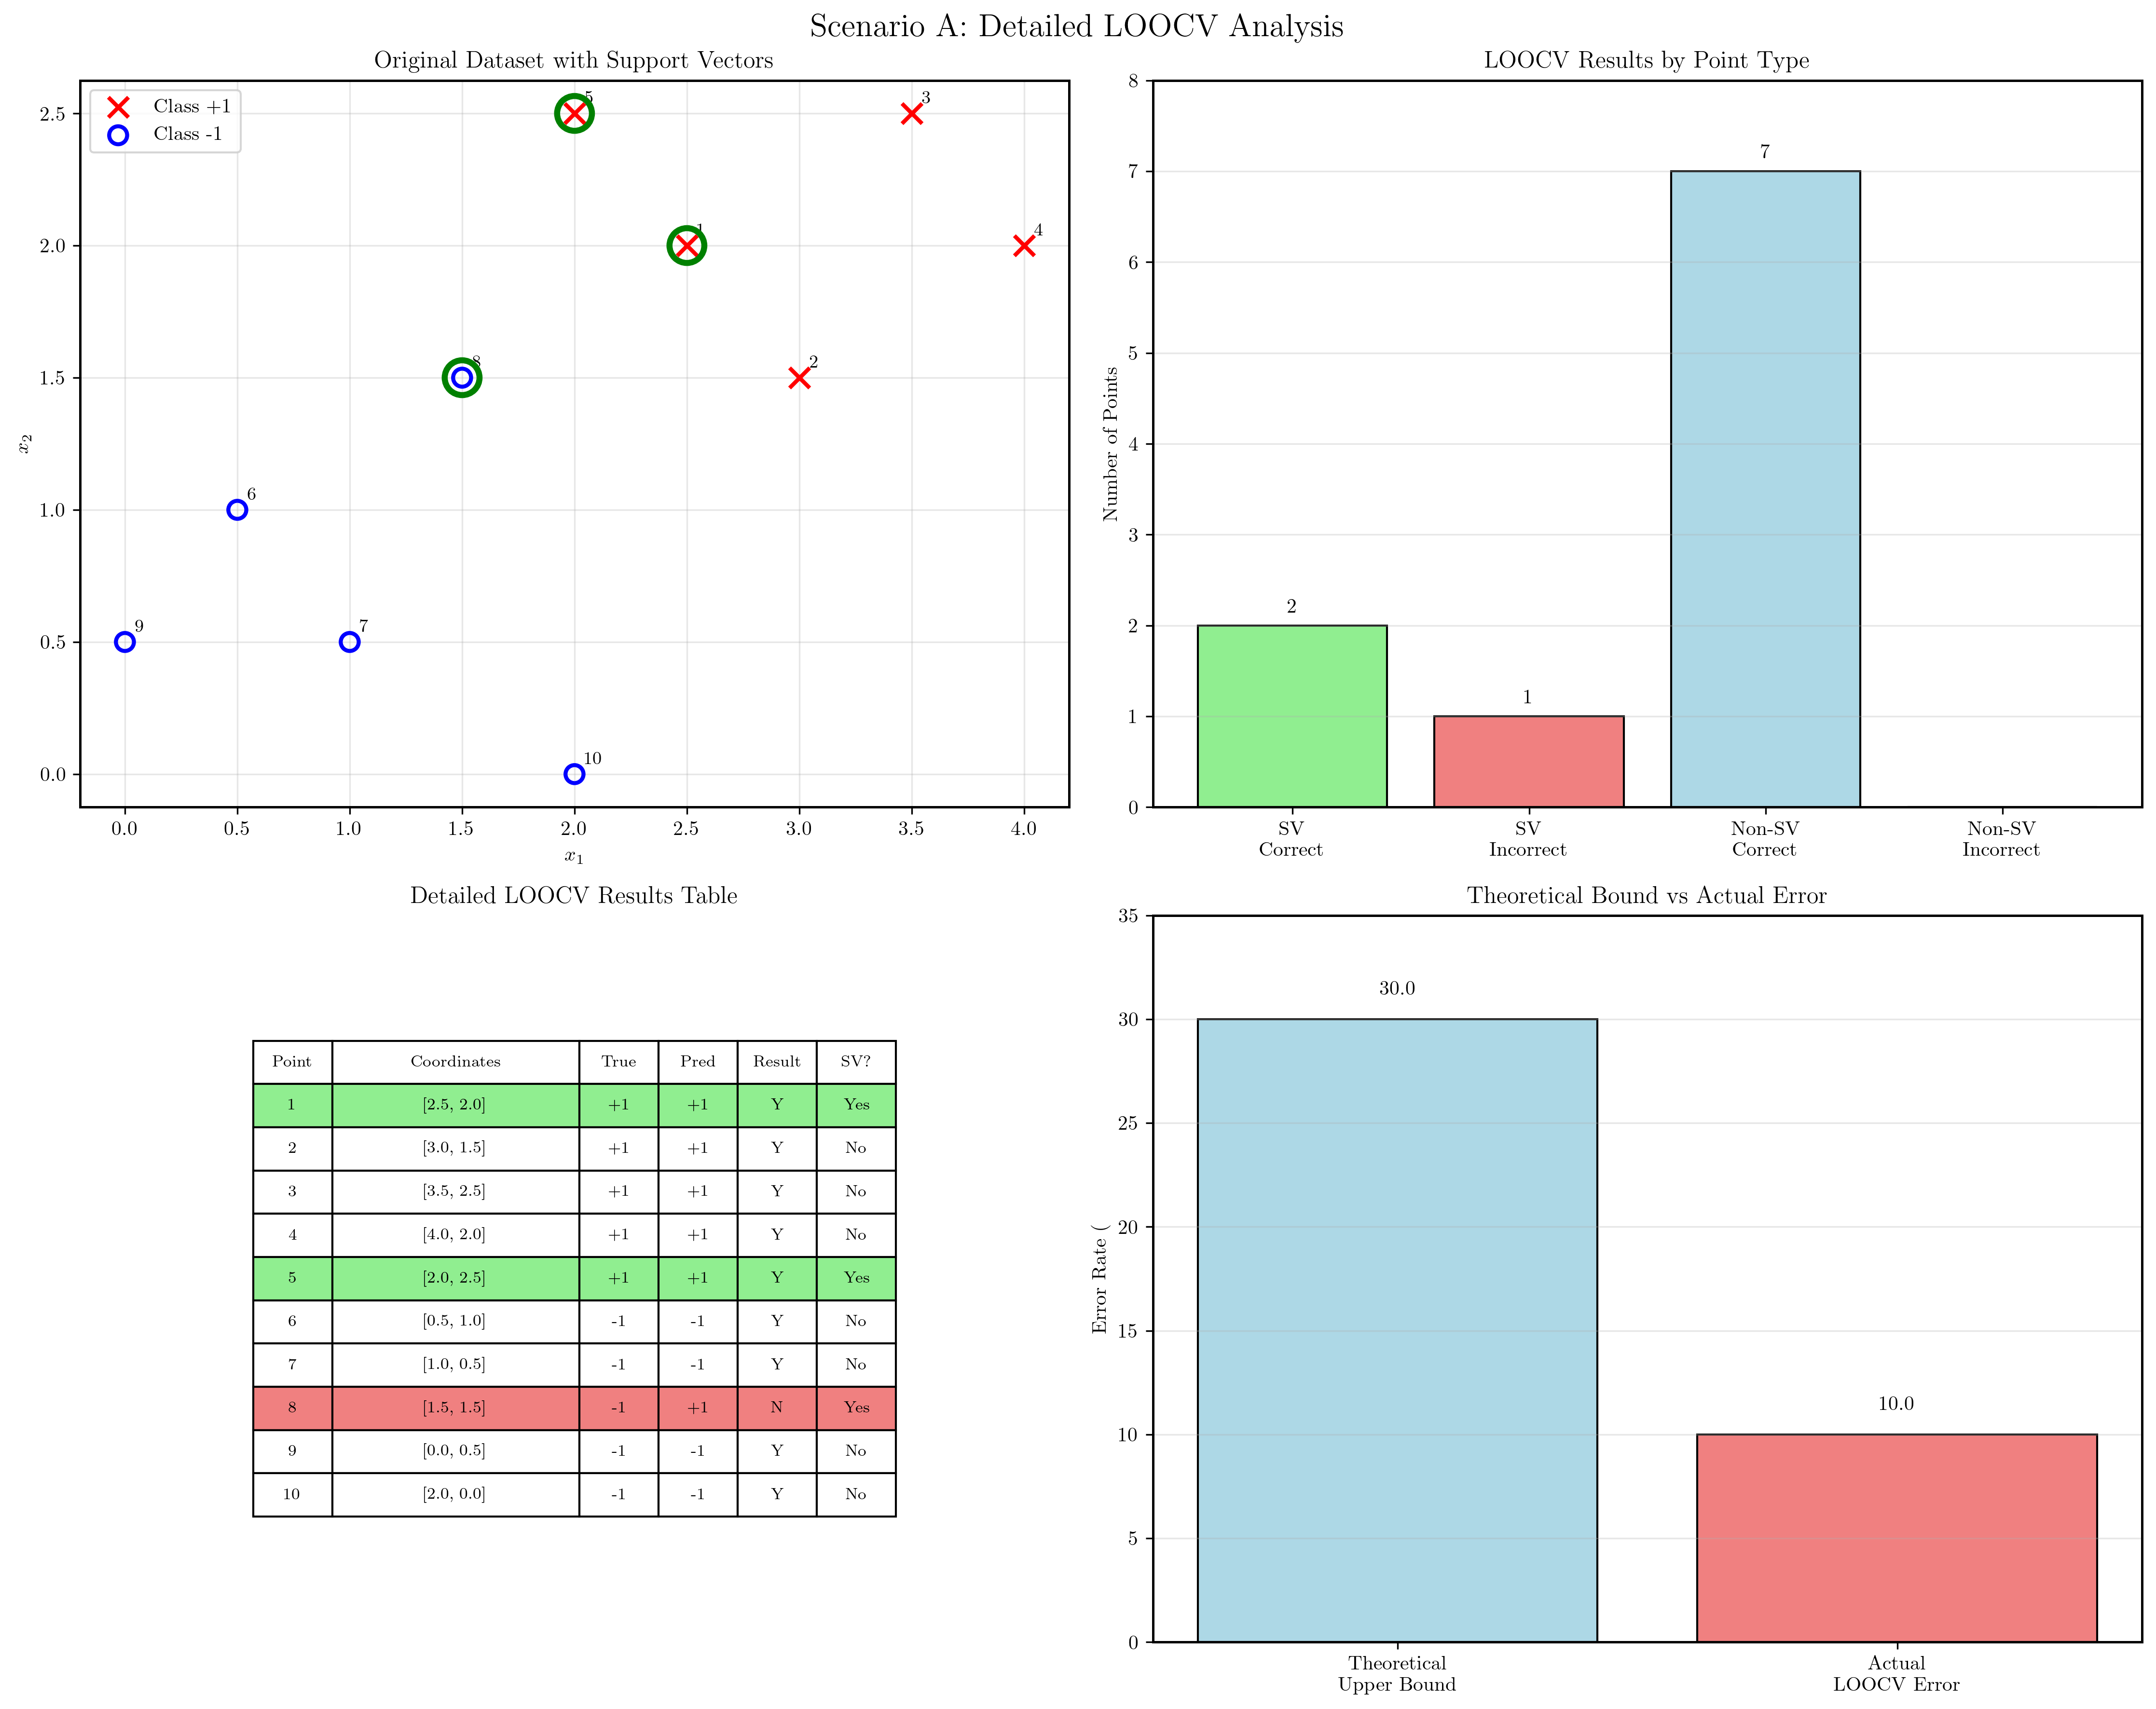 Scenario A: Detailed LOOCV Analysis
Original Dataset with Support Vectors
Class +1
Class -1
5
3
1
4
8
2
6
9
7
10
2.5
2.0
1.5
1.0
0.5
0.0
x2
0.0 0.5 1.0 1.5 2.0 2.5 3.0 3.5 4.0
x1
LOOCV Results by Point Type
8
7
6
5
4
3
2
1
0
Number of Points
2
1
7
SV Correct
SV Incorrect
Non-SV Correct
Non-SV Incorrect
Detailed LOOCV Results Table
Point Coordinates True Pred Result SV?
1 [2.5, 2.0] +1 +1 Y Yes
2 [3.0, 1.5] +1 +1 Y No
3 [3.5, 2.5] +1 +1 Y No
4 [4.0, 2.0] +1 +1 Y No
5 [2.0, 2.5] +1 +1 Y Yes
6 [0.5, 1.0] -1 -1 Y No
7 [1.0, 0.5] -1 -1 Y No
8 [1.5, 1.5] -1 +1 N Yes
9 [0.0, 0.5] -1 -1 Y No
10 [2.0, 0.0] -1 -1 Y No
Theoretical Bound vs Actual Error
35
30
25
20
15
10
5
0
Error Rate (
30.0
10.0
Theoretical
Upper Bound
Actual
LOOCV Error